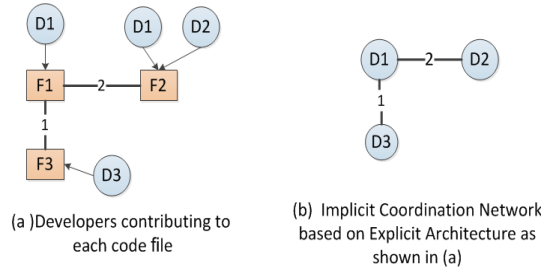 D1
D1
D2
F1
2
F2
1
F3
D3
(a )Developers contributing to
each code file
D1
2
D2
1
D3
(b) Implicit Coordination Network
based on Explicit Architecture as
shown in (a)